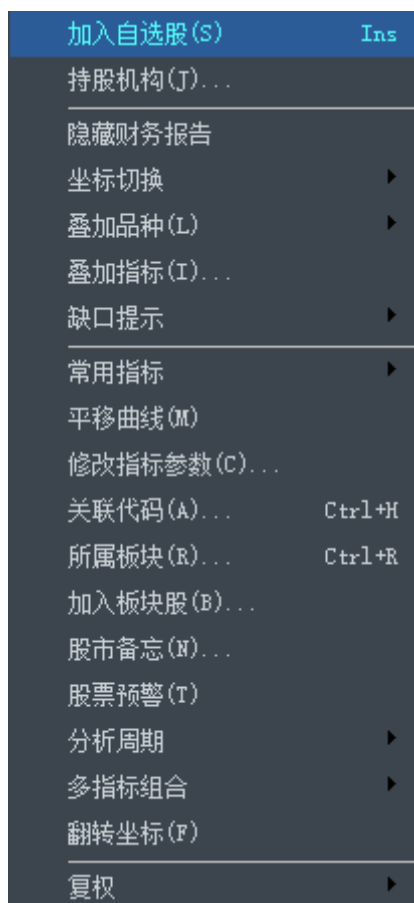 加入自选股(S) Ins
持股机构(J)...
隐藏财务报告
坐标切换
叠加品种(L)
叠加指标(I)...
缺口提示
常用指标
平移曲线(M)
修改指标参数(C)...
关联代码(A)... Ctrl+H
所属板块(R)... Ctrl+R
加入板块股(B)...
股市备忘(N)...
股票预警(T)
分析周期
多指标组合
翻转坐标(F)
复权